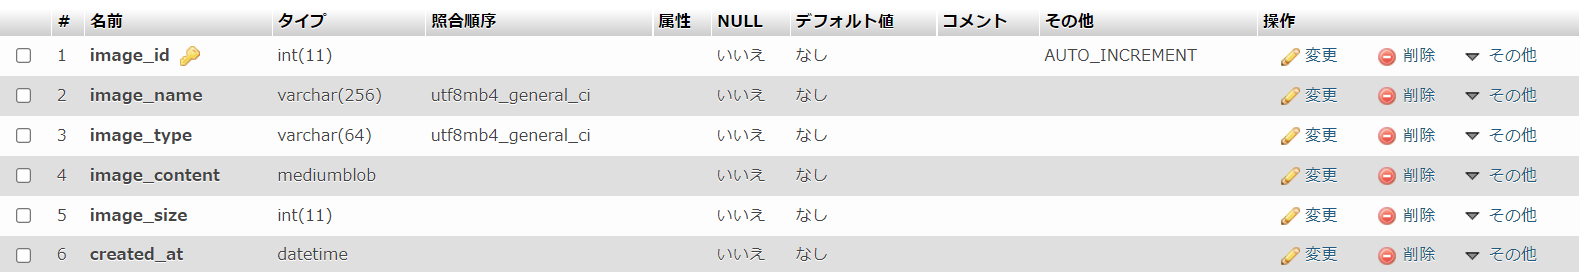 # 名前 タイプ 照合順序 属性 NULL デフォルト値 コメント その他 操作
1 image_id int(11) いいえ なし AUTO_INCREMENT 変更 削除 その他
2 image_name varchar(256) utf8mb4_general_ci いいえ なし 変更 削除 その他
3 image_type varchar(64) utf8mb4_general_ci いいえ なし 変更 削除 その他
4 image_content mediumblob いいえ なし 変更 削除 その他
5 image_size int(11) いいえ なし 変更 削除 その他
6 created_at datetime いいえ なし 変更 削除 その他